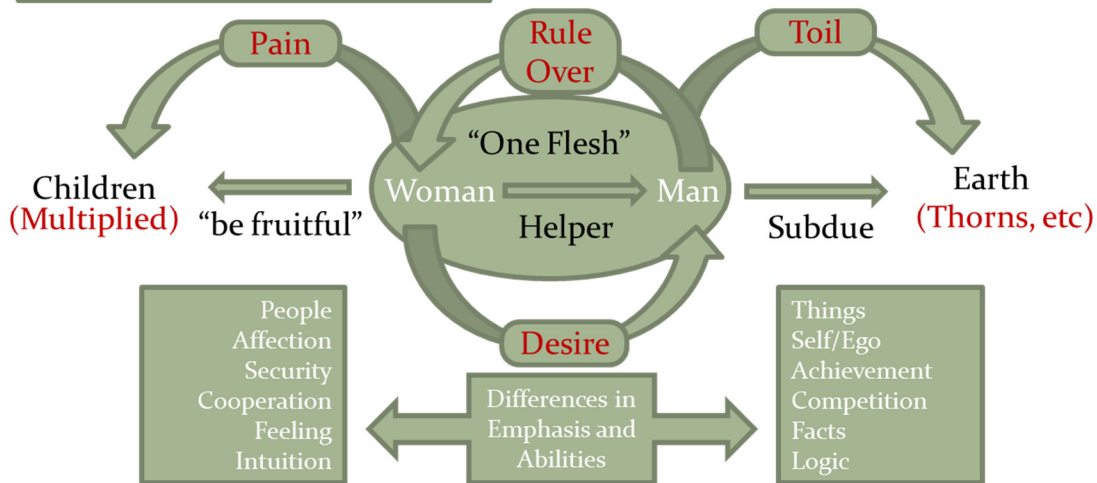 Pain
Rule
Over
Toil
“One Flesh”
Children
(Multiplied)
“be fruitful”
Woman
Man
Helper
Subdue
Earth
(Thorns, etc)
Desire
People
Affection
Security
Cooperation
Feeling
Intuition
Differences in
Emphasis and
Abilities
Things
Self/Ego
Achievement
Competition
Facts
Logic